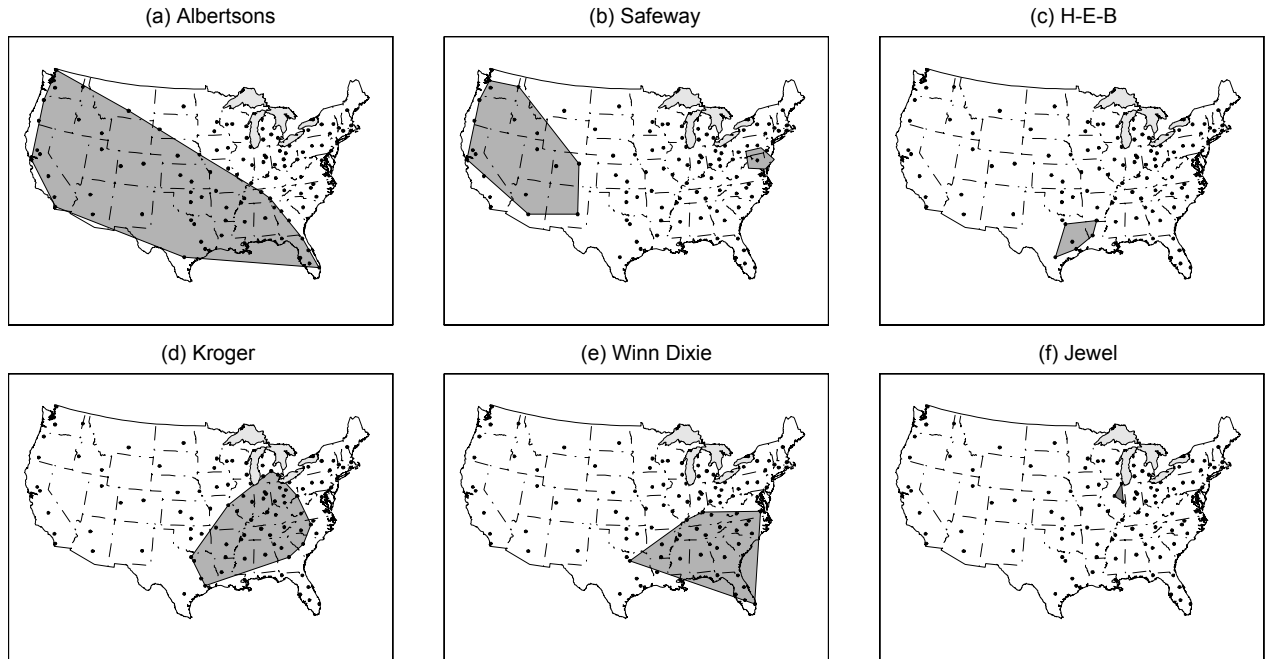 (a) Albertsons
(b) Safeway
(c) H-E-B
(d) Kroger
(e) Winn Dixie
(f) Jewel